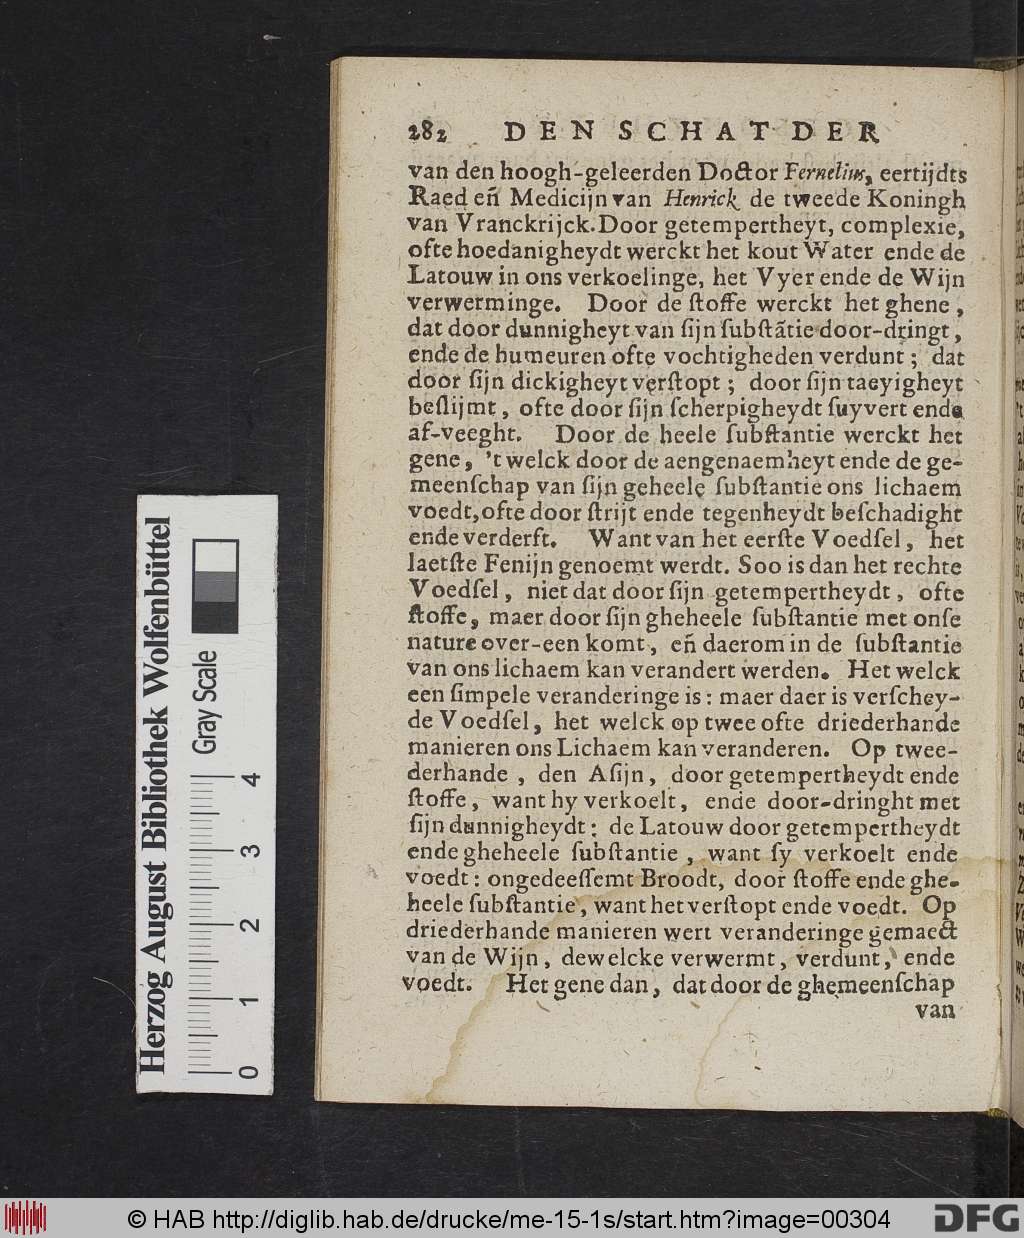 282 DEN SCHAT DER
van den hoogh-geleerden Doctor Fernelius, eertijdts
Raed eñ Medicijn van Henrick de tweede Koningh
van Vranckrijck. Door getempertheyt, complexie,
ofte hoedanigheydt werckt het kout Water ende de
Latouw in ons verkoelinge, het Vyer ende de Wijn
verwerminge. Door de ſtoffe werckt het ghene,
dat door dunnigheyt van ſijn ſubſtãtie door-dringt,
ende de humeuren ofte vochtigheden verdunt; dat
door ſijn dickigheyt verſtopt; door ſijn taeyigheyt
beſlijmt, ofte door ſijn ſcherpigheydt ſuyvert ende
af-veeght. Door de heele ſubſtantie werckt het
gene, 't welck door de aengenaemheyt ende de ge-
meenſchap van ſijn geheele ſubſtantie ons lichaem
voedt, ofte door ſtrijt ende tegenheydt beſchadight
ende verderft. Want van het eerſte Voedſel, het
laetſte Fenijn genoemt werdt. Soo is dan het rechte
Voedſel, niet dat door ſijn getempertheydt, ofte
ſtoffe, maer door ſijn gheheele ſubſtantie met onſe
nature over-een komt, eñ daerom in de ſubſtantie
van ons lichaem kan verandert werden. Het welck
een ſimpele veranderinge is: maer daer is verſchey-
de Voedſel, het welck op twee ofte driederhande
manieren ons Lichaem kan veranderen. Op twee-
derhande, den Aſijn, door getempertheydt ende
ſtoffe, want hy verkoelt, ende door-dringht met
ſijn dunnigheydt: de Latouw door getempertheydt
ende gheheele ſubſtantie, want ſy verkoelt ende
voedt: ongedeeſſemt Broodt, door ſtoffe ende ghe-
heele ſubſtantie, want het verſtopt ende voedt. Op
driederhande manieren wert veranderinge gemaect
van de Wijn, dewelcke verwermt, verdunt, ende
voedt. Het gene dan, dat door de ghemeenſchap
van
Herzog August Bibliothek Wolfenbüttel
Gray Scale
0 1 2 3 4
© HAB http://diglib.hab.de/drucke/me-15-1s/start.htm?image=00304
DFG